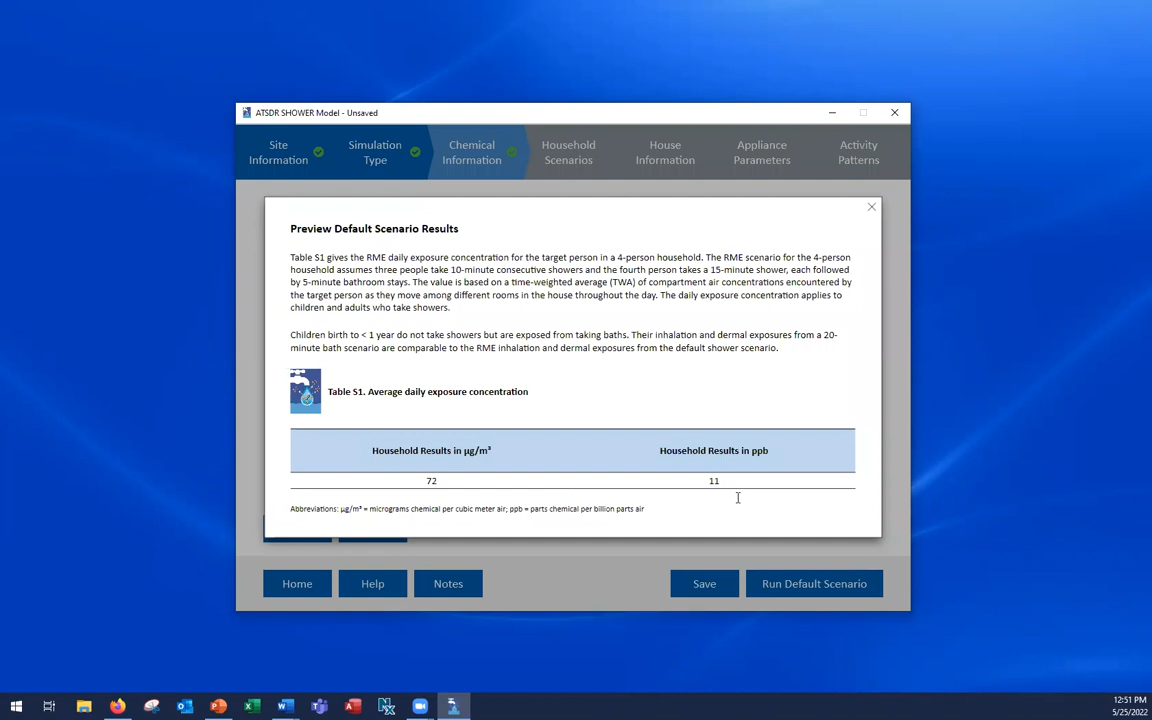 ATSDR SHOWER Model - Unsaved
Site Information
Simulation Type
Chemical Information
Household Scenarios
House Information
Appliance Parameters
Activity Patterns
Preview Default Scenario Results
Table S1 gives the RME daily exposure concentration for the target person in a 4-person household. The RME scenario for the 4-person
household assumes three people take 10-minute consecutive showers and the fourth person takes a 15-minute shower, each followed
by 5-minute bathroom stays. The value is based on a time-weighted average (TWA) of compartment air concentrations encountered by
the target person as they move among different rooms in the house throughout the day. The daily exposure concentration applies to
children and adults who take showers.
Children birth to < 1 year do not take showers but are exposed from taking baths. Their inhalation and dermal exposures from a 20-
minute bath scenario are comparable to the RME inhalation and dermal exposures from the default shower scenario.
Table S1. Average daily exposure concentration
Household Results in µg/m³ Household Results in ppb
72 11
Abbreviations: µg/m³ = micrograms chemical per cubic meter air; ppb = parts chemical per billion parts air
Home Help Notes Save Run Default Scenario
12:51 PM
5/25/2022